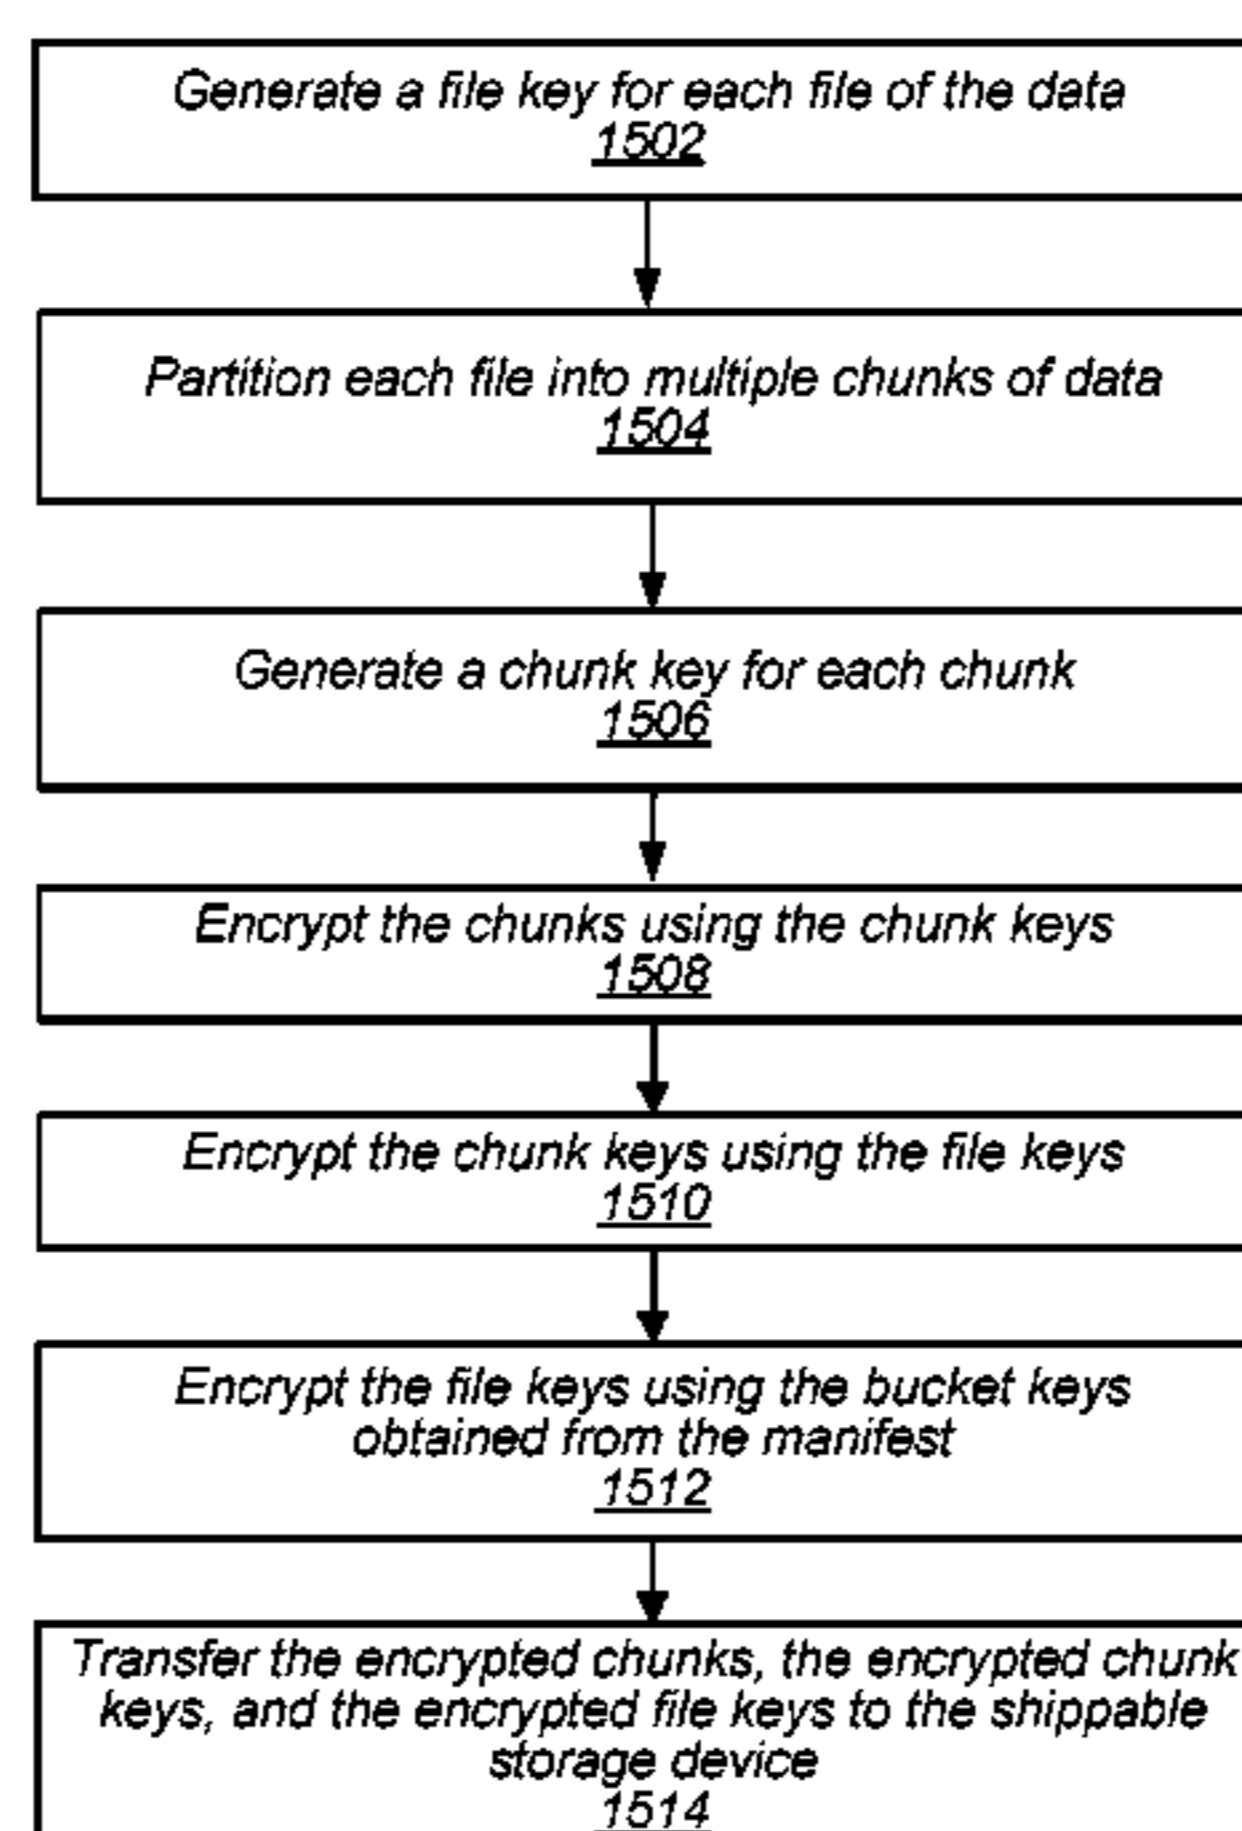 Generate a file key for each file of the data
1502
Partition each file into multiple chunks of data
1504
Generate a chunk key for each chunk
1506
Encrypt the chunks using the chunk keys
1508
Encrypt the chunk keys using the file keys
1510
Encrypt the file keys using the bucket keys
obtained from the manifest
1512
Transfer the encrypted chunks, the encrypted chunk
keys, and the encrypted file keys to the shippable
storage device
1514